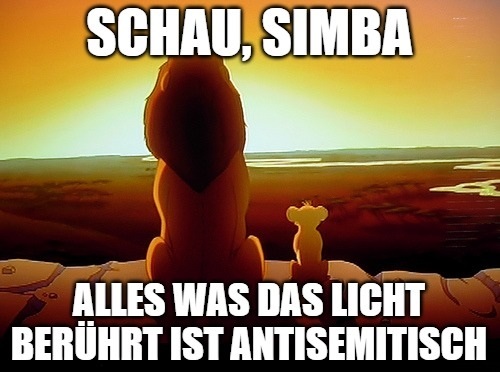 SCHAU, SIMBA
ALLES WAS DAS LICHT
BERÜHRT IST ANTISEMITISCH